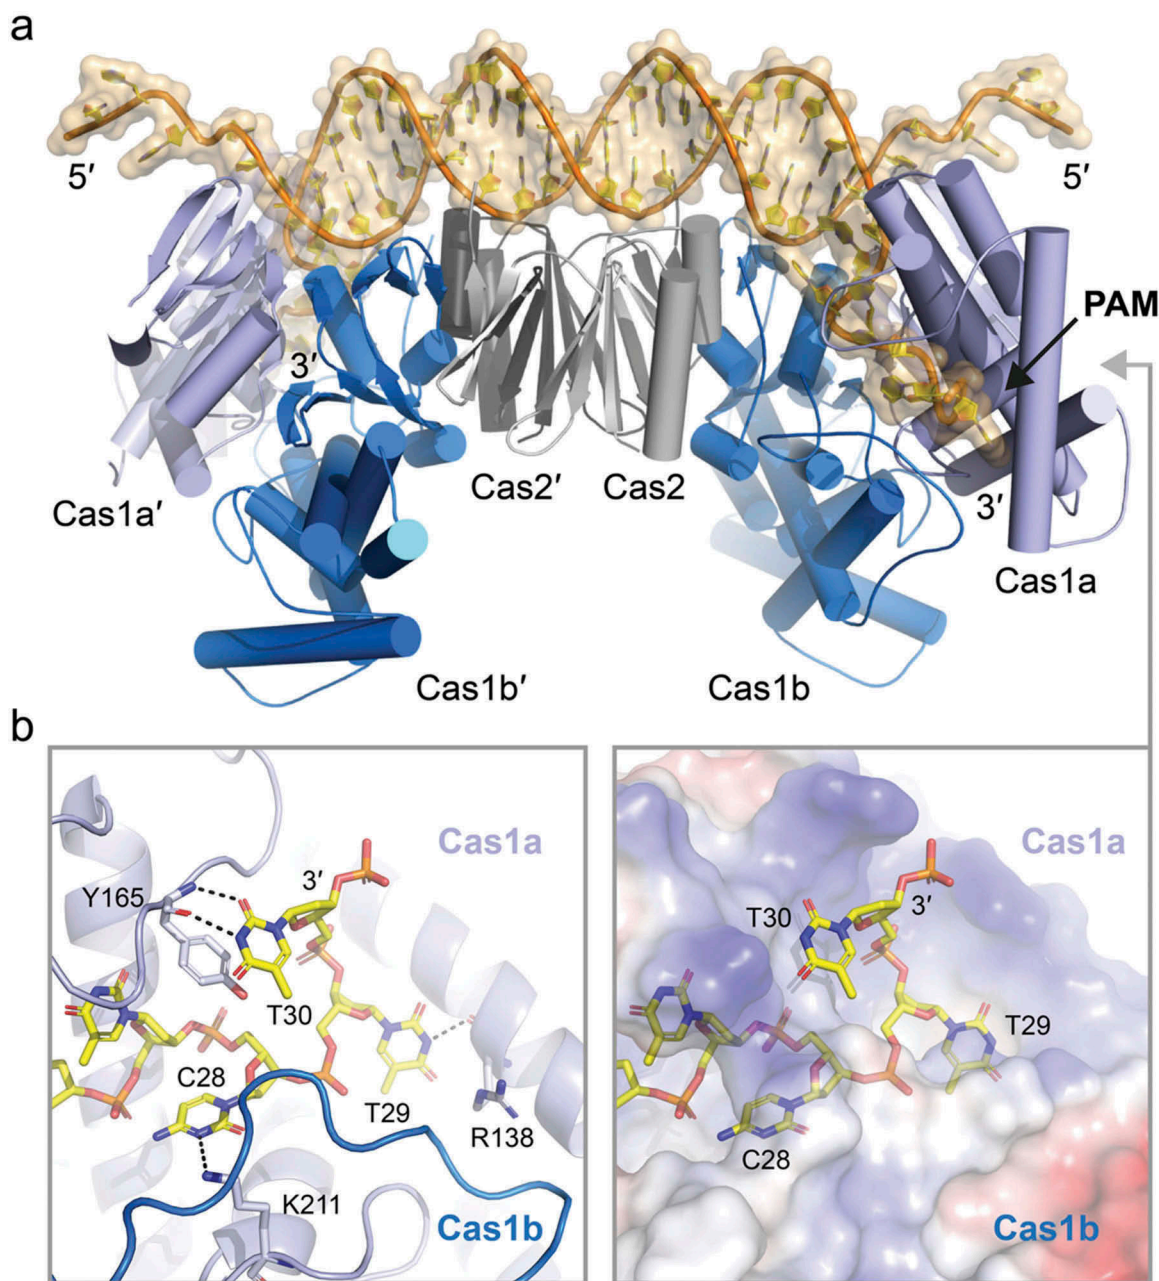 a
5′
5′
PAM
3′
Cas1a′
Cas2′
Cas2
3′
Cas1a
Cas1b′
Cas1b
b
Cas1a
Y165
3′
T30
C28
T29
R138
K211
Cas1b
Cas1a
T30
3′
T29
C28
Cas1b